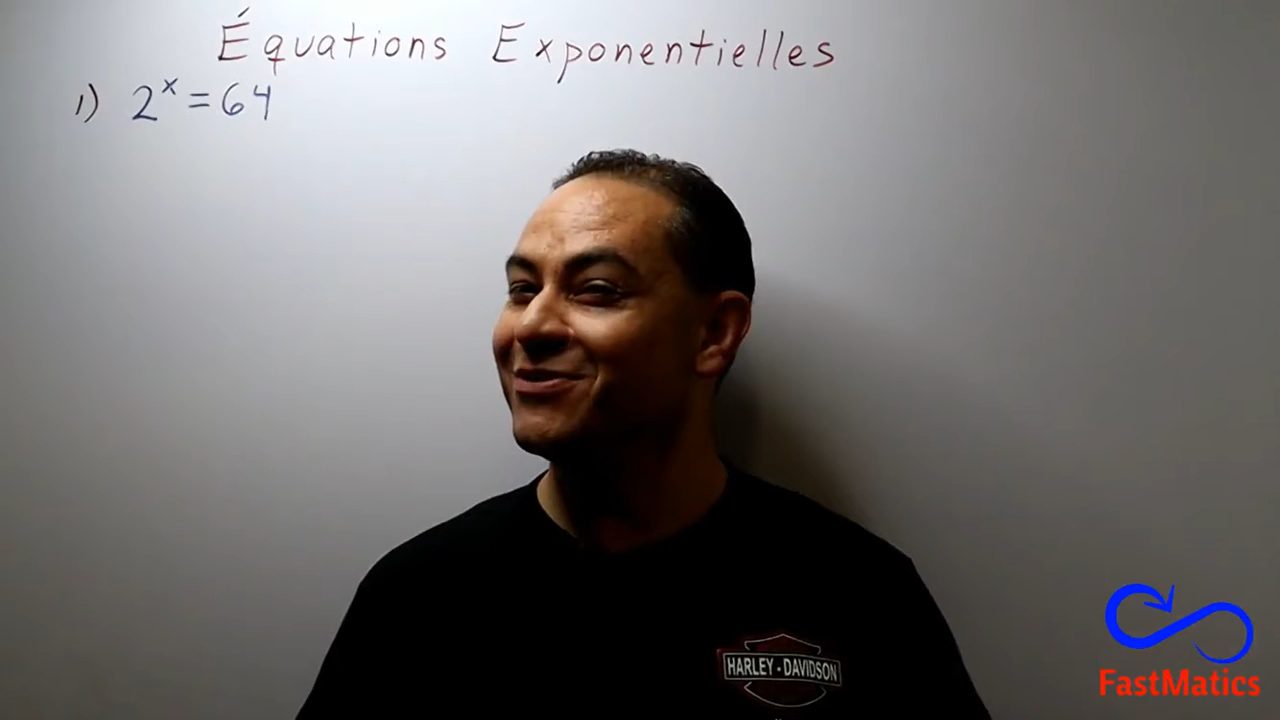 Équations Exponentielles
1) 2ˣ = 64
HARLEY-DAVIDSON
FastMatics